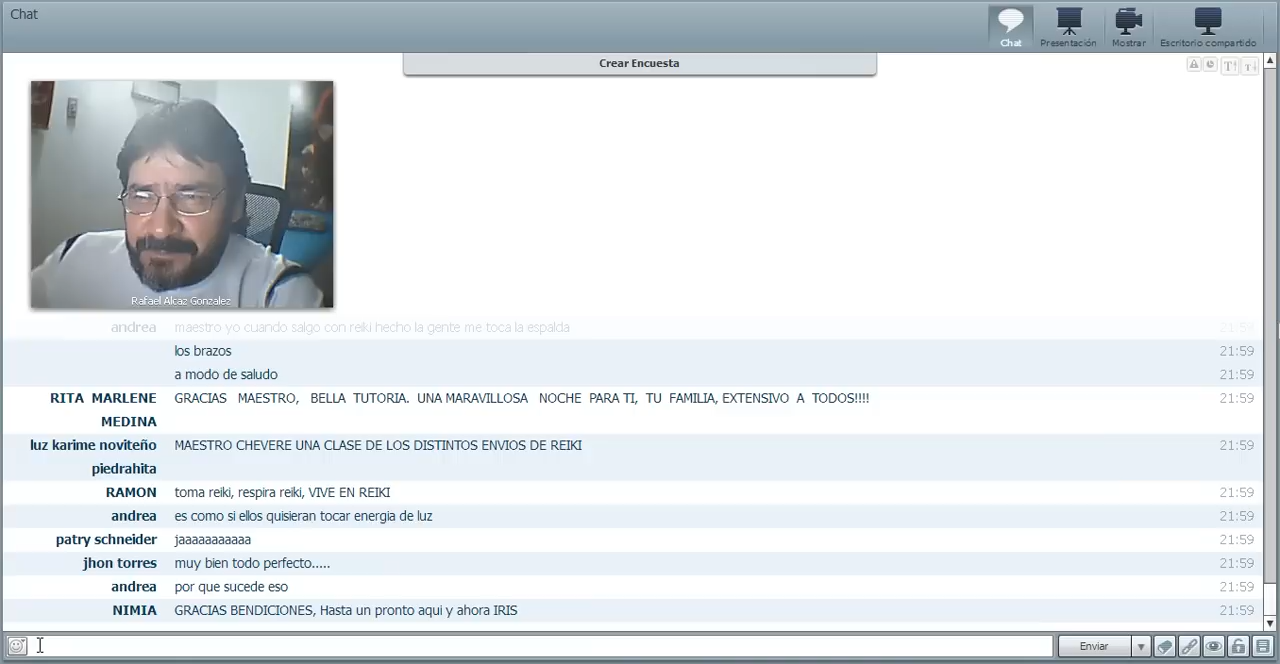 Chat
Chat Presentación Mostrar Escritorio compartido
Crear Encuesta
Rafael Alcaz Gonzalez
andrea maestro yo cuando salgo con reiki hecho la gente me toca la espalda 21:59
los brazos 21:59
a modo de saludo 21:59
RITA MARLENE GRACIAS MAESTRO, BELLA TUTORIA. UNA MARAVILLOSA NOCHE PARA TI, TU FAMILIA, EXTENSIVO A TODOS!!!! 21:59
MEDINA
luz karime noviteño MAESTRO CHEVERE UNA CLASE DE LOS DISTINTOS ENVIOS DE REIKI 21:59
piedrahita
RAMON toma reiki, respira reiki, VIVE EN REIKI 21:59
andrea es como si ellos quisieran tocar energia de luz 21:59
patry schneider jaaaaaaaaaaa 21:59
jhon torres muy bien todo perfecto..... 21:59
andrea por que sucede eso 21:59
NIMIA GRACIAS BENDICIONES, Hasta un pronto aqui y ahora IRIS 21:59
Enviar